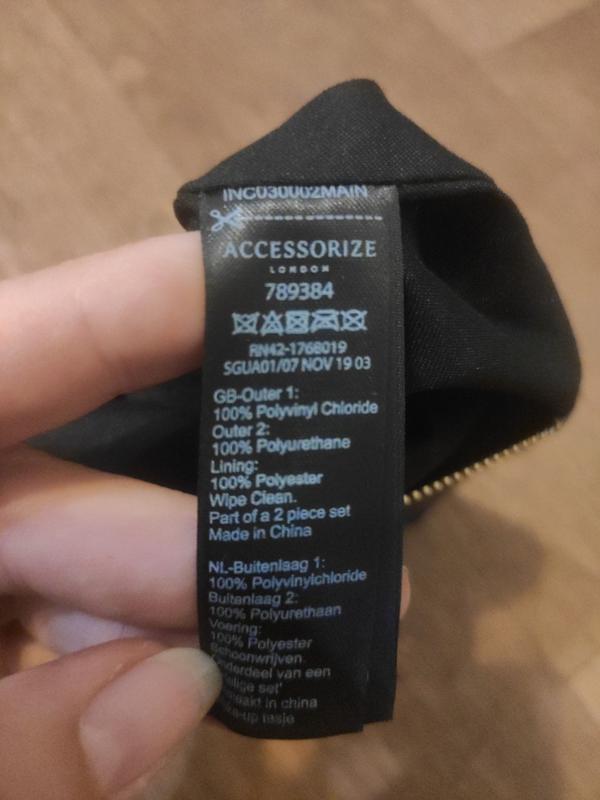 INC030002MAIN
ACCESSORIZE
LONDON
789384
RN42-1768019
SGUA01/07 NOV 19 03
GB-Outer 1:
100% Polyvinyl Chloride
Outer 2:
100% Polyurethane
Lining:
100% Polyester
Wipe Clean.
Part of a 2 piece set
Made in China
NL-Buitenlaag 1:
100% Polyvinylchloride
Buitenlaag 2:
100% Polyurethaan
Voering:
100% Polyester
Schoonwrijven.
Onderdeel van een
set'
in china